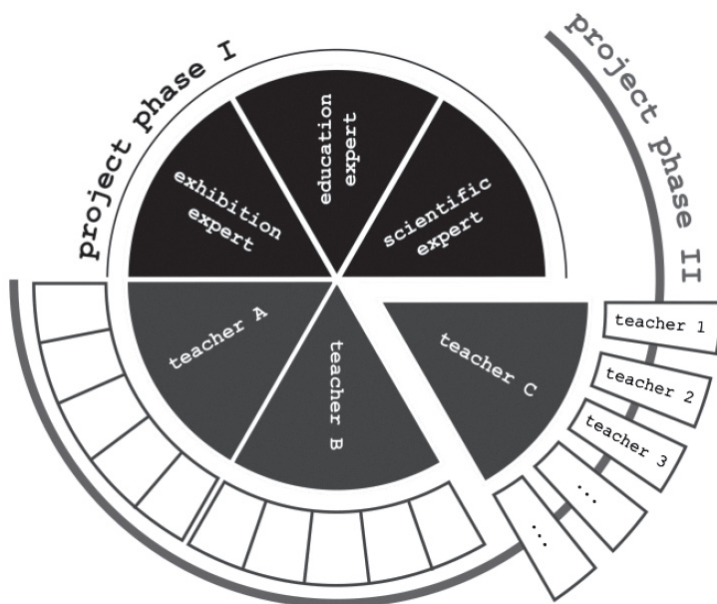 project phase I
project phase II
exhibition
expert
education
expert
scientific
expert
teacher A
teacher B
teacher C
teacher 1
teacher 2
teacher 3
...
...